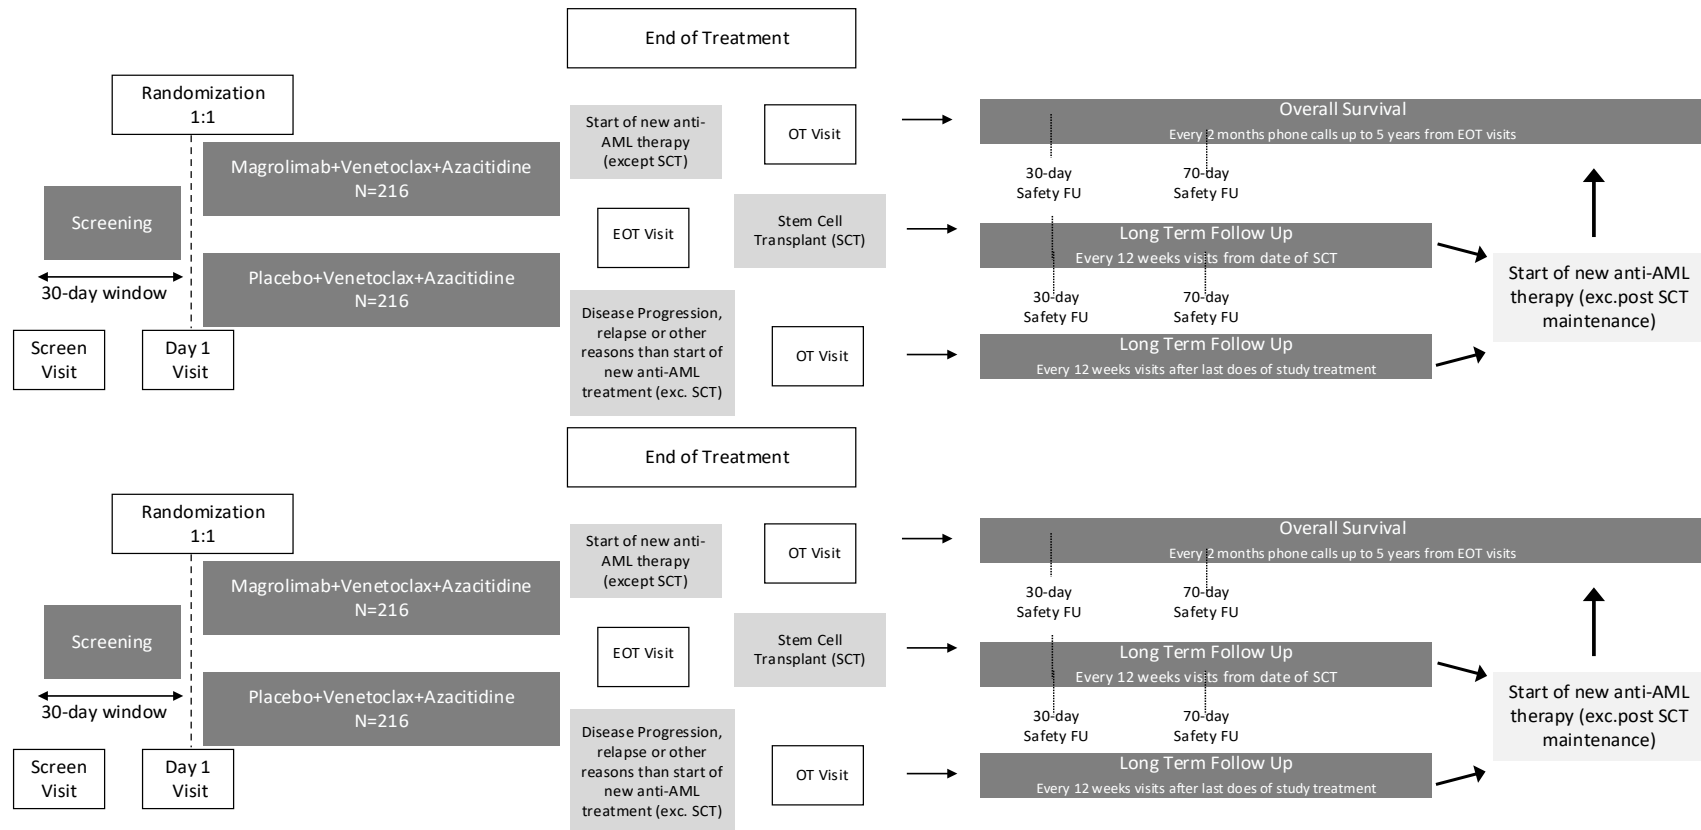 End of Treatment
Randomization
1:1
Magrolimab+Venetoclax+Azacitidine
N=216
Screening
30-day window
Placebo+Venetoclax+Azacitidine
N=216
Screen
Visit
Day 1
Visit
Start of new anti-
AML therapy
(except SCT)
OT Visit
EOT Visit
Stem Cell
Transplant (SCT)
Disease Progression,
relapse or other
reasons than start of
new anti-AML
treatment (exc. SCT)
OT Visit
Overall Survival
Every 2 months phone calls up to 5 years from EOT visits
30-day
Safety FU
70-day
Safety FU
Long Term Follow Up
Every 12 weeks visits from date of SCT
30-day
Safety FU
70-day
Safety FU
Long Term Follow Up
Every 12 weeks visits after last does of study treatment
Start of new anti-AML
therapy (exc.post SCT
maintenance)
End of Treatment
Randomization
1:1
Magrolimab+Venetoclax+Azacitidine
N=216
Screening
30-day window
Placebo+Venetoclax+Azacitidine
N=216
Screen
Visit
Day 1
Visit
Start of new anti-
AML therapy
(except SCT)
OT Visit
EOT Visit
Stem Cell
Transplant (SCT)
Disease Progression,
relapse or other
reasons than start of
new anti-AML
treatment (exc. SCT)
OT Visit
Overall Survival
Every 2 months phone calls up to 5 years from EOT visits
30-day
Safety FU
70-day
Safety FU
Long Term Follow Up
Every 12 weeks visits from date of SCT
30-day
Safety FU
70-day
Safety FU
Long Term Follow Up
Every 12 weeks visits after last does of study treatment
Start of new anti-AML
therapy (exc.post SCT
maintenance)